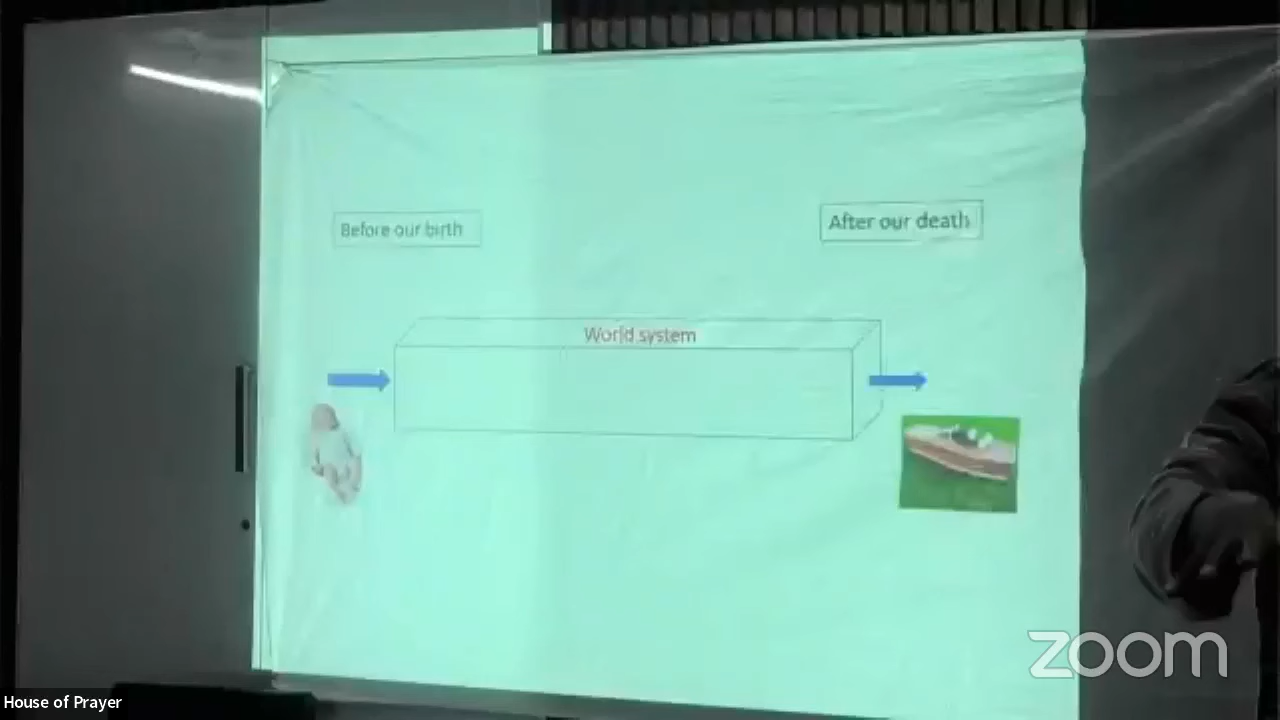 Before our birth
After our death
World system
zoom
House of Prayer